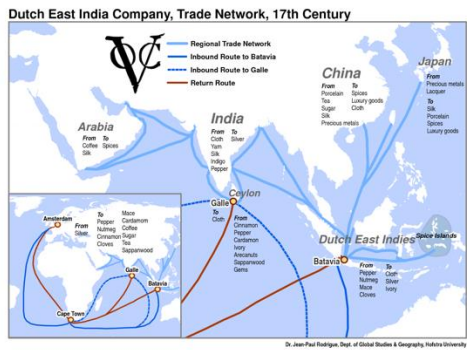 Dutch East India Company, Trade Network, 17th Century
VOC
Regional Trade Network
Inbound Route to Batavia
Inbound Route to Galle
Return Route
Japan
From To
Precious metals
Lacquer
Silk
Porcelain
Spices
Luxury goods
China
From To
Porcelain Spices
Tea Luxury goods
Sugar Cloth
Silk
Precious metals
Arabia
From To
Coffee Spices
Silk
India
From To
Cloth Silver
Yarn
Silk
Indigo
Pepper
Ceylon
Galle
To
Cloth
From
Cinnamon
Pepper
Cardamon
Ivory
Arecanuts
Sappanwood
Gems
Dutch East Indies
Spice Islands
Batavia
From To
Pepper Cloth
Nutmeg Silver
Mace Ivory
Cloves
Amsterdam
From
Silver
To
Pepper
Nutmeg
Cinnamon
Cloves
Mace
Cardamom
Coffee
Sugar
Tea
Sappanwood
Galle
Batavia
Cape Town
Dr. Jean-Paul Rodrigue, Dept. of Global Studies & Geography, Hofstra University